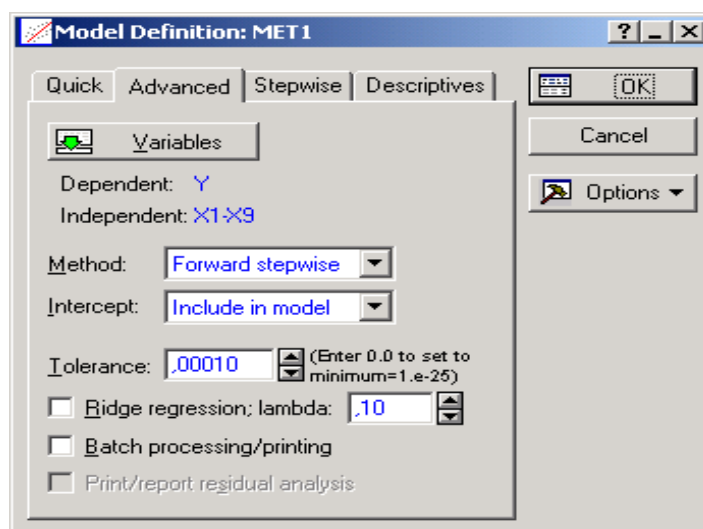 Model Definition: MET1
Quick Advanced Stepwise Descriptives
OK
Variables
Cancel
Dependent: Y
Options
Independent: X1-X9
Method: Forward stepwise
Intercept: Include in model
Tolerance: ,00010 (Enter 0.0 to set to
minimum=1.e-25)
Ridge regression; lambda: ,10
Batch processing/printing
Print/report residual analysis